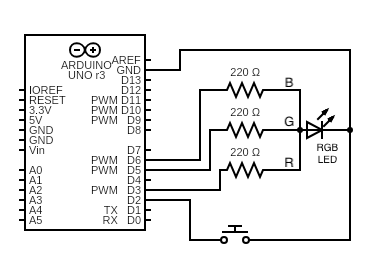 ARDUINO
UNO r3
AREF
GND
D13
IOREF D12
RESET PWM D11
3.3V PWM D10
5V PWM D9
GND D8
GND
Vin D7
PWM D6
A0 PWM D5
A1 D4
A2 PWM D3
A3 D2
A4 TX D1
A5 RX D0
220 Ω B
220 Ω G
220 Ω R
RGB
LED